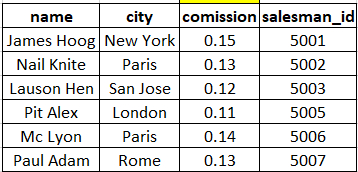 name city comission salesman_id
James Hoog New York 0.15 5001
Nail Knite Paris 0.13 5002
Lauson Hen San Jose 0.12 5003
Pit Alex London 0.11 5005
Mc Lyon Paris 0.14 5006
Paul Adam Rome 0.13 5007